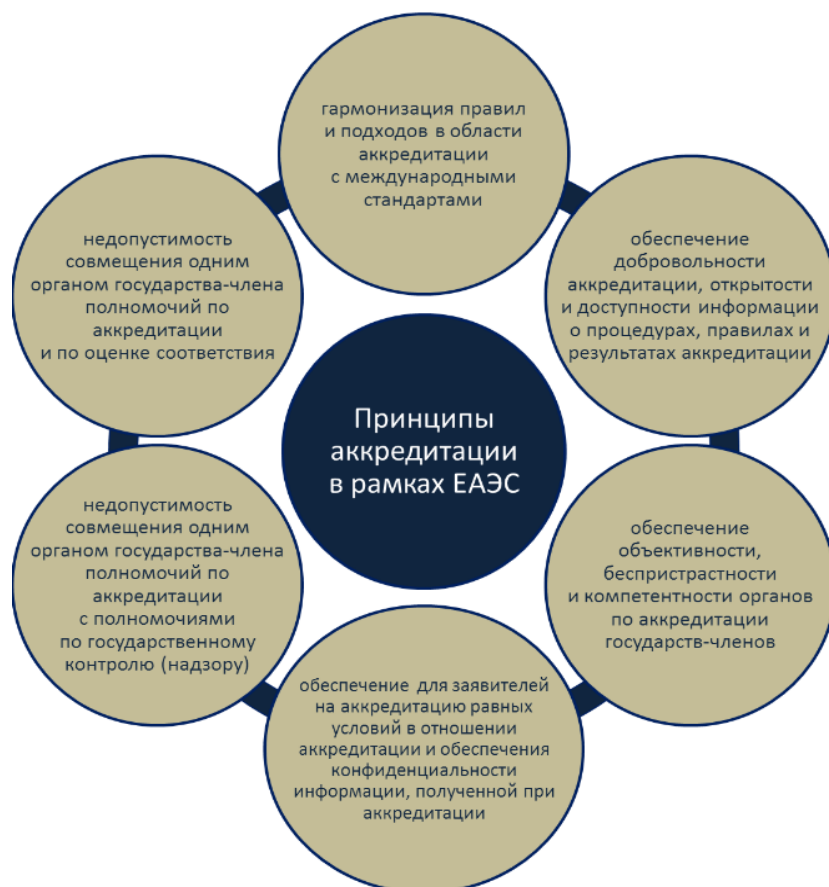 гармонизация правил
и подходов в области
аккредитации
с международными
стандартами
обеспечение
добровольности
аккредитации, открытости
и доступности информации
о процедурах, правилах и
результатах аккредитации
обеспечение
объективности,
беспристрастности
и компетентности органов
по аккредитации
государств-членов
обеспечение для заявителей
на аккредитацию равных
условий в отношении
аккредитации и обеспечения
конфиденциальности
информации, полученной при
аккредитации
недопустимость
совмещения одним
органом государства-члена
полномочий по
аккредитации
с полномочиями
по государственному
контролю (надзору)
недопустимость
совмещения одним
органом государства-члена
полномочий по
аккредитации
и по оценке соответствия
Принципы
аккредитации
в рамках ЕАЭС